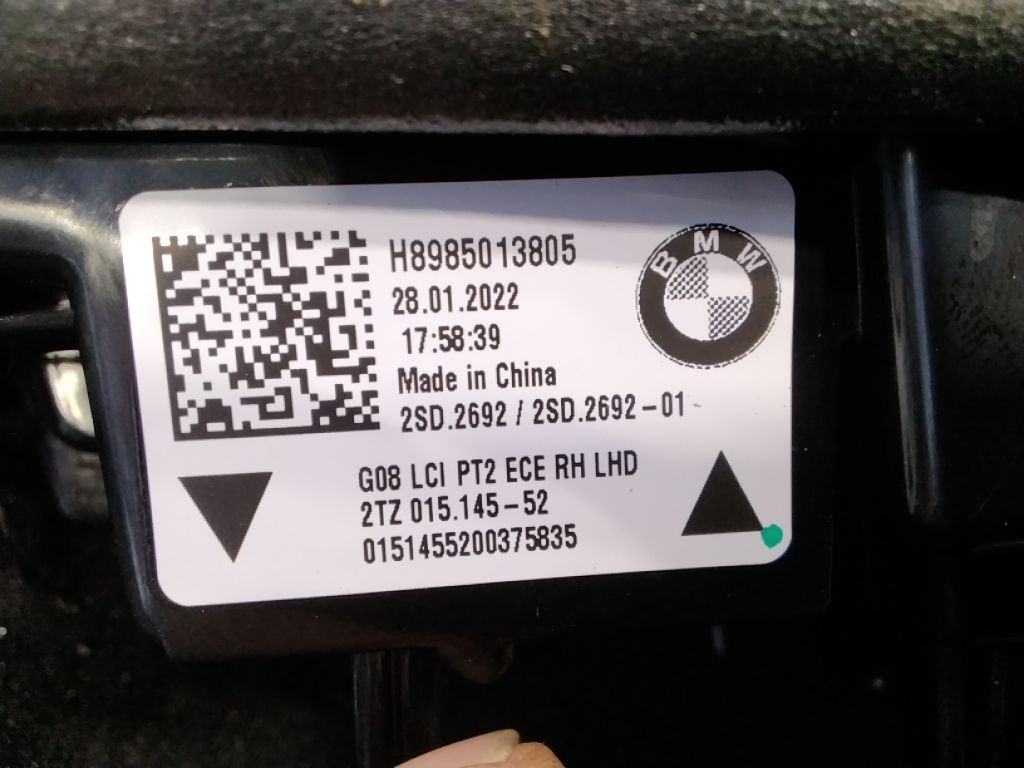 H8985013805
28.01.2022
17:58:39
Made in China
2SD.2692 / 2SD.2692-01
BMW
G08 LCI PT2 ECE RH LHD
2TZ 015.145-52
0151455200375835